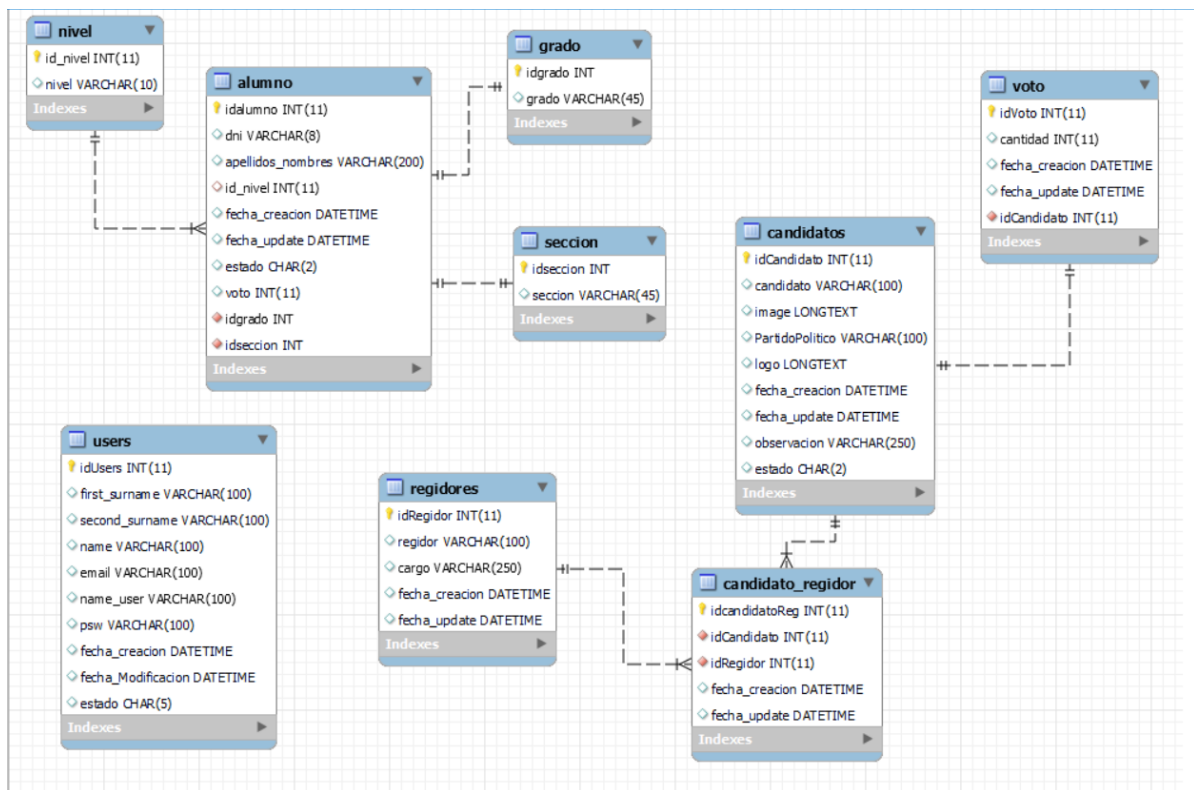 nivel
id_nivel INT(11)
nivel VARCHAR(10)
Indexes
alumno
idalumno INT(11)
dni VARCHAR(8)
apellidos_nombres VARCHAR(200)
id_nivel INT(11)
fecha_creacion DATETIME
fecha_update DATETIME
estado CHAR(2)
voto INT(11)
idgrado INT
idseccion INT
Indexes
grado
idgrado INT
grado VARCHAR(45)
Indexes
seccion
idseccion INT
seccion VARCHAR(45)
Indexes
voto
idVoto INT(11)
cantidad INT(11)
fecha_creacion DATETIME
fecha_update DATETIME
idCandidato INT(11)
Indexes
candidatos
idCandidato INT(11)
candidato VARCHAR(100)
image LONGTEXT
PartidoPolitico VARCHAR(100)
logo LONGTEXT
fecha_creacion DATETIME
fecha_update DATETIME
observacion VARCHAR(250)
estado CHAR(2)
Indexes
users
idUsers INT(11)
first_surname VARCHAR(100)
second_surname VARCHAR(100)
name VARCHAR(100)
email VARCHAR(100)
name_user VARCHAR(100)
psw VARCHAR(100)
fecha_creacion DATETIME
fecha_Modificacion DATETIME
estado CHAR(5)
Indexes
regidores
idRegidor INT(11)
regidor VARCHAR(100)
cargo VARCHAR(250)
fecha_creacion DATETIME
fecha_update DATETIME
Indexes
candidato_regidor
idcandidatoReg INT(11)
idCandidato INT(11)
idRegidor INT(11)
fecha_creacion DATETIME
fecha_update DATETIME
Indexes